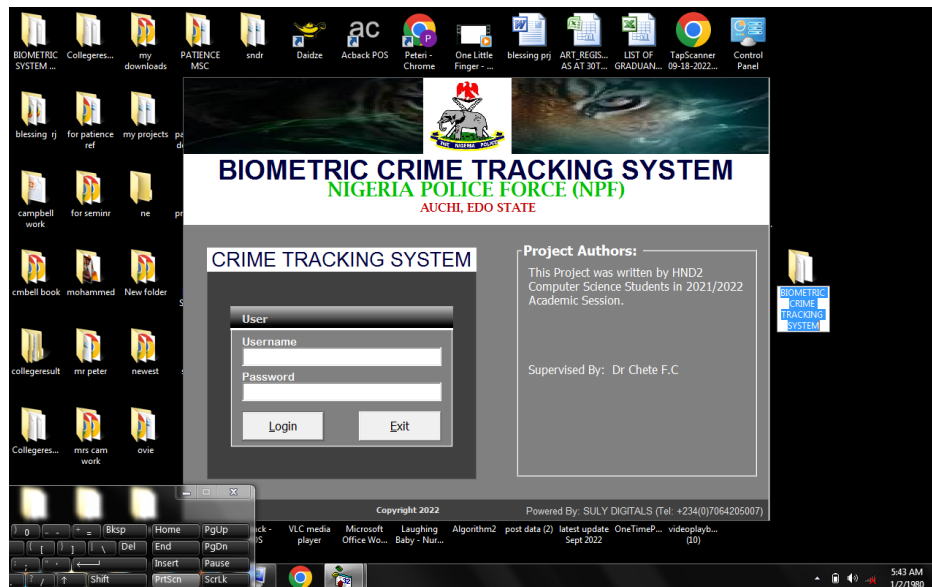 BIOMETRIC
SYSTEM ...
Collegeres...
my
downloads
PATIENCE
MSC
sndr
Daidze
ac
Acback POS
Peteri -
Chrome
One Little
Finger - ...
blessing prj
ART_REGIS...
AS AT 30T...
LIST OF
GRADUAN...
TapScanner
09-18-2022...
Control
Panel
blessing rj
for patience
ref
my projects
THE NIGERIA POLICE
BIOMETRIC CRIME TRACKING SYSTEM
NIGERIA POLICE FORCE (NPF)
AUCHI, EDO STATE
campbell
work
for seminr
ne
CRIME TRACKING SYSTEM
Project Authors:
This Project was written by HND2
Computer Science Students in 2021/2022
Academic Session.
Supervised By: Dr Chete F.C
User
Username
Password
Login
Exit
BIOMETRIC
CRIME
TRACKING
SYSTEM
cmbell book
mohammed
New folder
collegeresult
mr peter
newest
Collegeres...
mrs cam
work
ovie
Copyright 2022
Powered By: SULY DIGITALS (Tel: +234(0)7064205007)
VLC media
player
Microsoft
Office Wo...
Laughing
Baby - Nur...
Algorithm2
post data (2)
latest update
Sept 2022
OneTimeP...
videoplayb...
(10)
) 0 _ - + = Bksp Home PgUp
{ [ } ] | \ Del End PgDn
: ; " ' Insert Pause
? / ↑ Shift PrtScn ScrLk
5:43 AM
1/2/1980